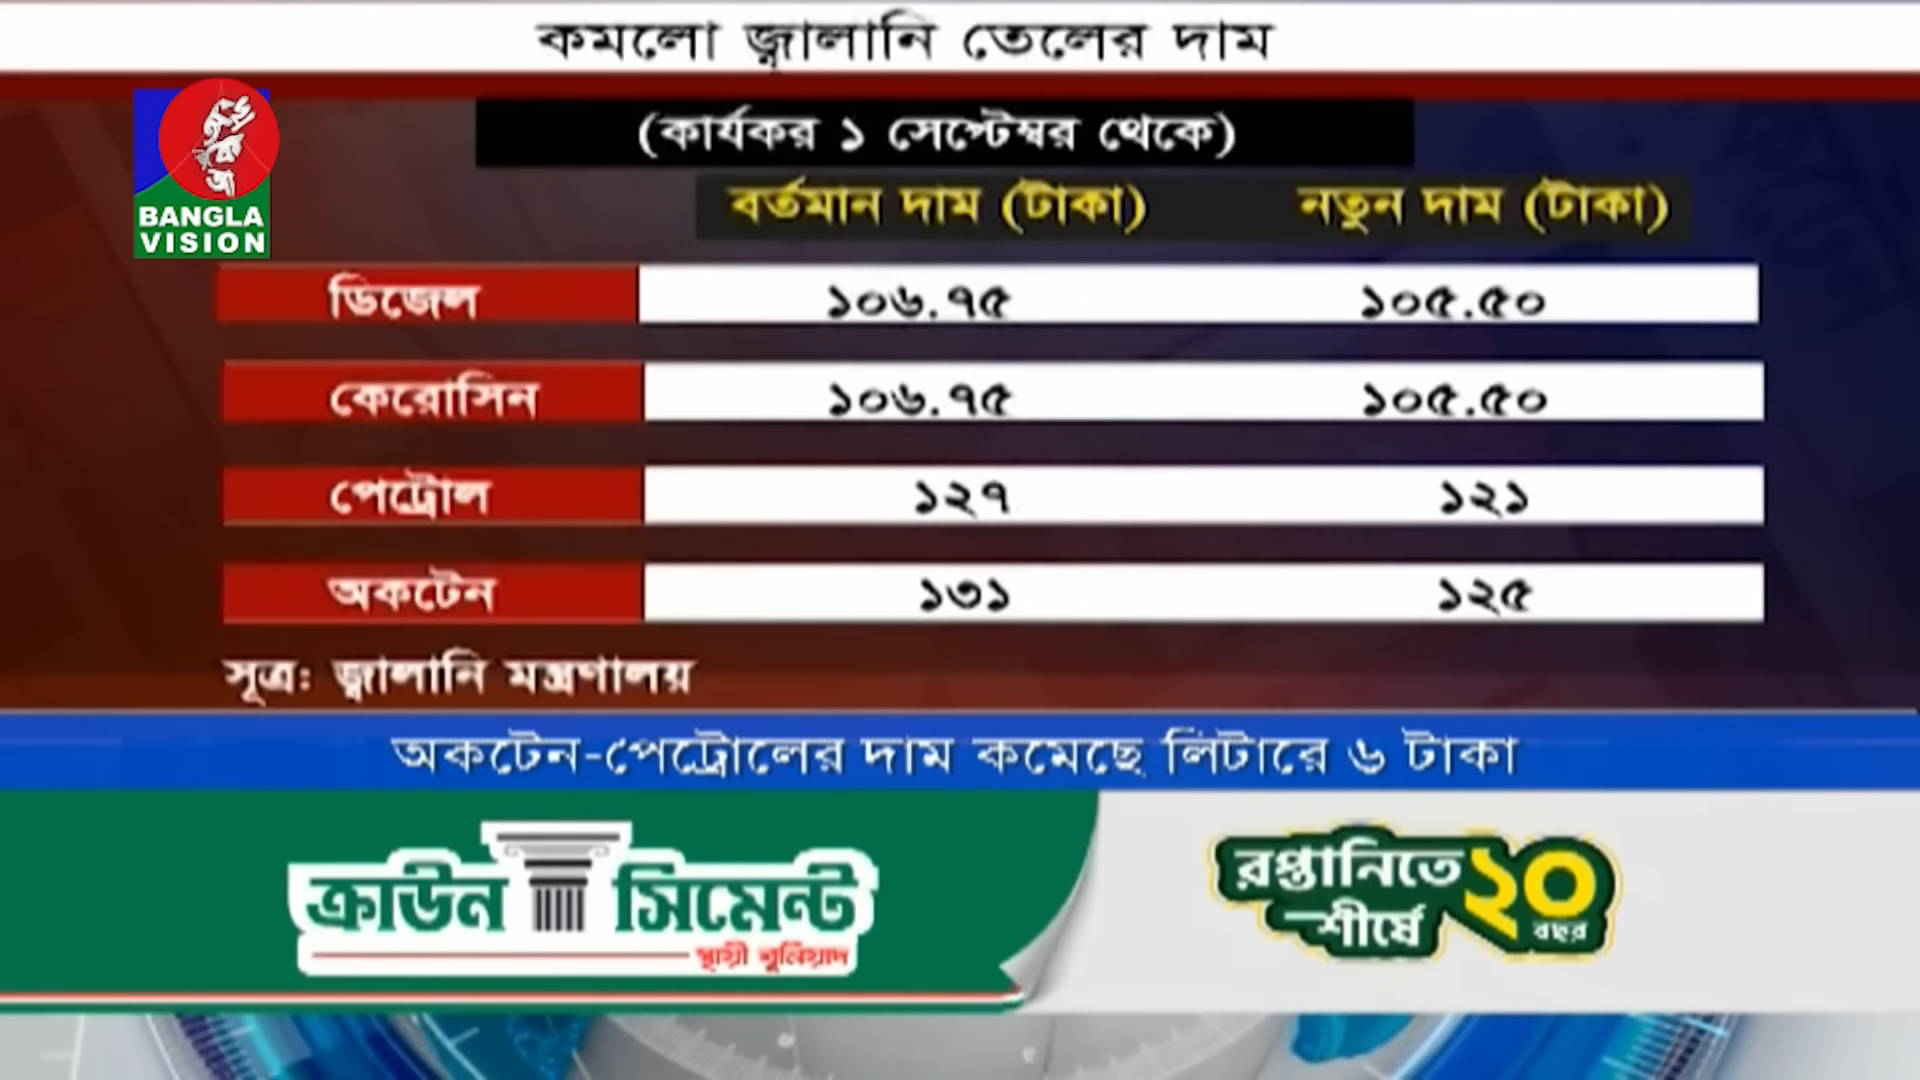 কমলো জ্বালানি তেলের দাম
(কার্যকর ১ সেপ্টেম্বর থেকে)
BANGLA
VISION
বর্তমান দাম (টাকা) নতুন দাম (টাকা)
ডিজেল ১০৬.৭৫ ১০৫.৫০
কেরোসিন ১০৬.৭৫ ১০৫.৫০
পেট্রোল ১২৭ ১২১
অকটেন ১৩১ ১২৫
সূত্র: জ্বালানি মন্ত্রণালয়
অকটেন-পেট্রোলের দাম কমেছে লিটারে ৬ টাকা
ক্রাউন সিমেন্ট
স্থায়ী বুনিয়াদ
রপ্তানিতে
শীর্ষে
২০
বছর